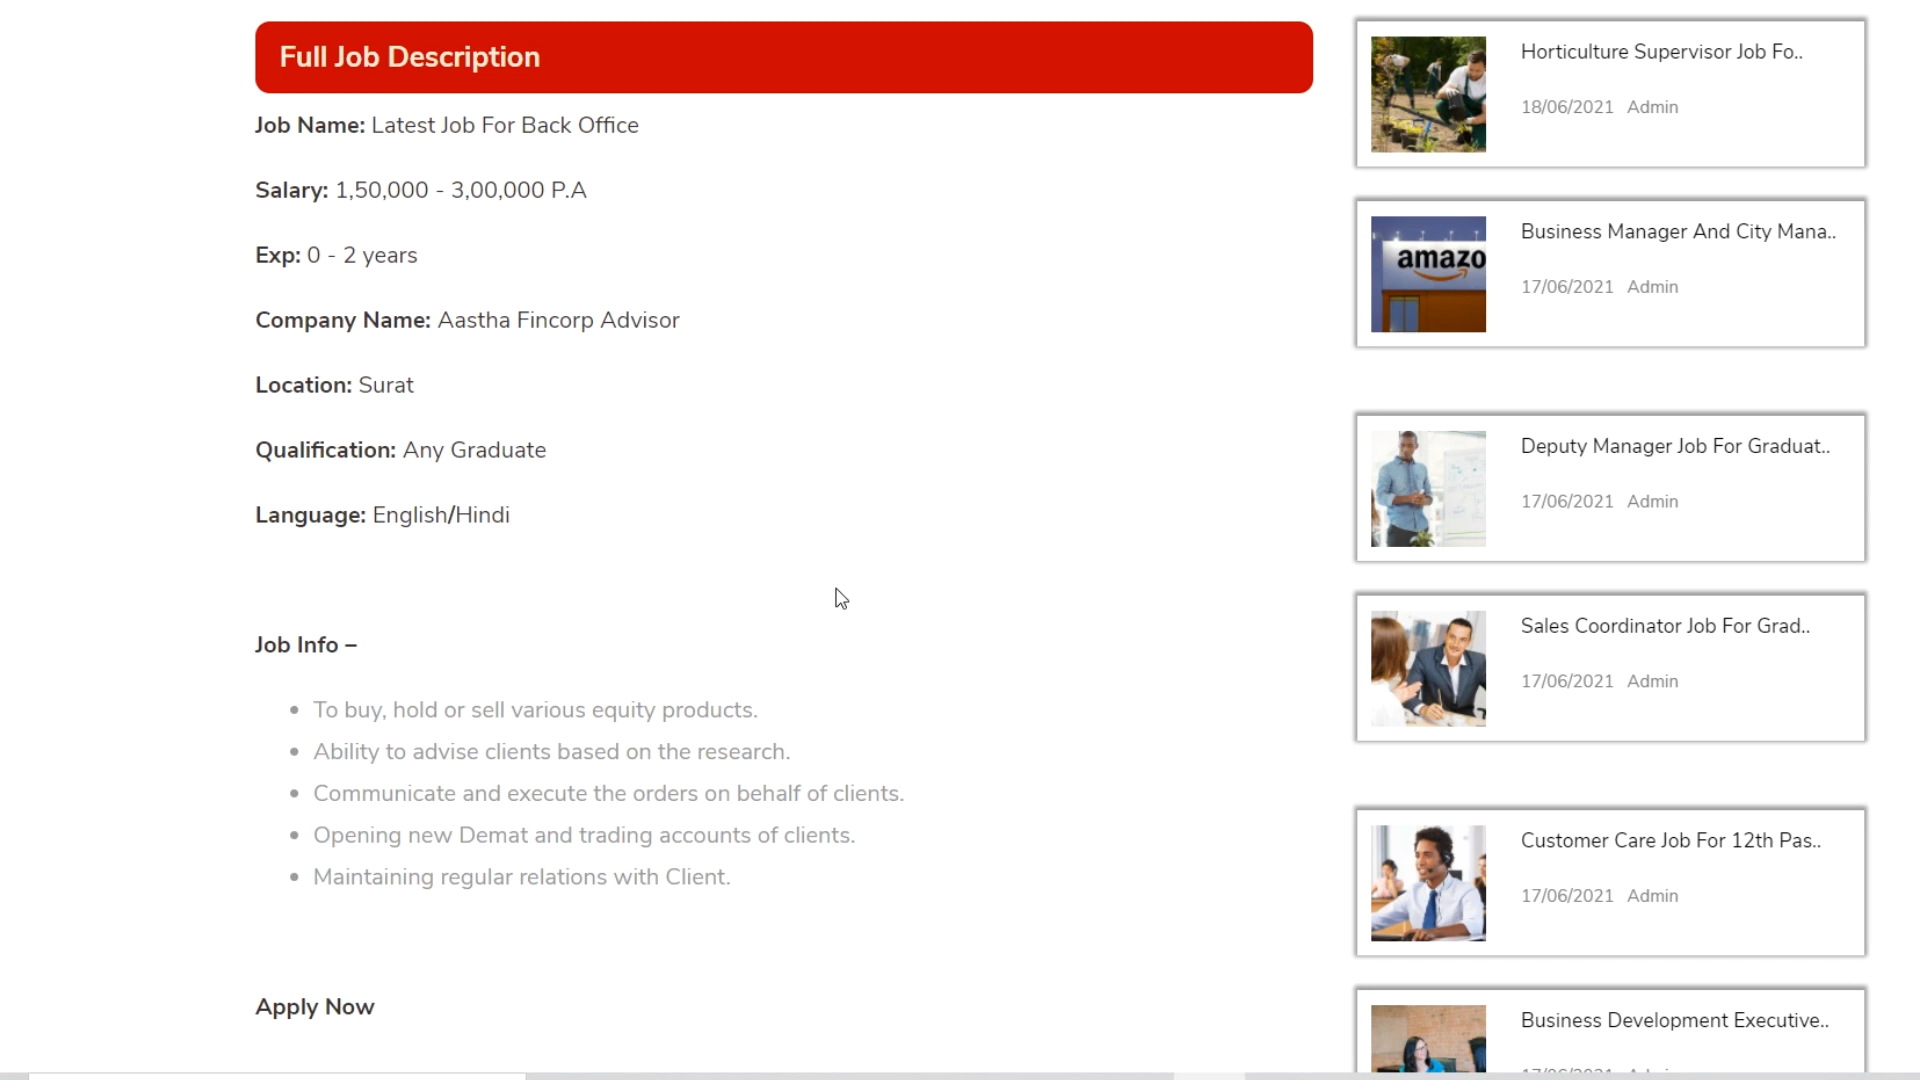 Full Job Description
Job Name: Latest Job For Back Office
Salary: 1,50,000 - 3,00,000 P.A
Exp: 0 - 2 years
Company Name: Aastha Fincorp Advisor
Location: Surat
Qualification: Any Graduate
Language: English/Hindi
Job Info –
• To buy, hold or sell various equity products.
• Ability to advise clients based on the research.
• Communicate and execute the orders on behalf of clients.
• Opening new Demat and trading accounts of clients.
• Maintaining regular relations with Client.
Apply Now
Horticulture Supervisor Job Fo..
18/06/2021 Admin
amazo
Business Manager And City Mana..
17/06/2021 Admin
Deputy Manager Job For Graduat..
17/06/2021 Admin
Sales Coordinator Job For Grad..
17/06/2021 Admin
Customer Care Job For 12th Pas..
17/06/2021 Admin
Business Development Executive..